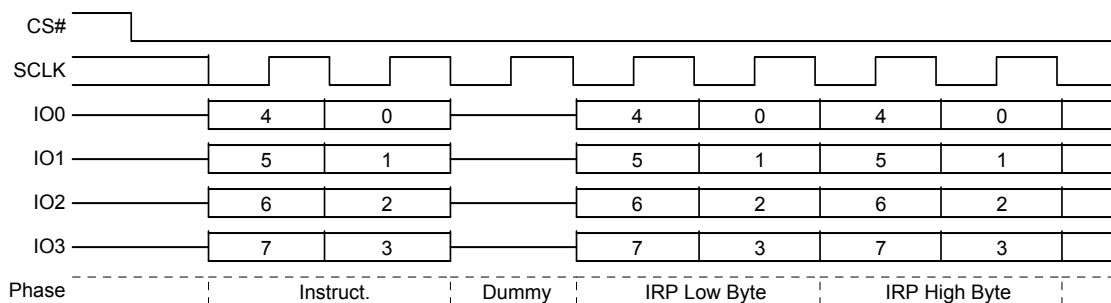 CS#
SCLK
IO0 4 0 4 0 4 0
IO1 5 1 5 1 5 1
IO2 6 2 6 2 6 2
IO3 7 3 7 3 7 3
Phase Instruct. Dummy IRP Low Byte IRP High Byte